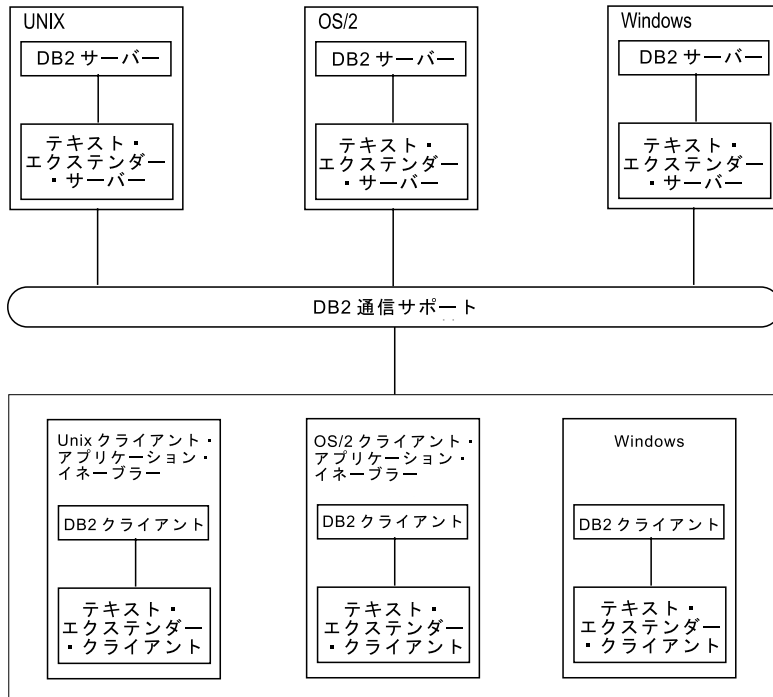 UNIX
DB2 サーバー
テキスト・
エクステンダー
・サーバー
OS/2
DB2 サーバー
テキスト・
エクステンダー
・サーバー
Windows
DB2 サーバー
テキスト・
エクステンダー
・サーバー
DB2 通信サポート
Unix クライアント・
アプリケーション・
イネーブラー
DB2 クライアント
テキスト・
エクステンダー
・クライアント
OS/2 クライアント・
アプリケーション・
イネーブラー
DB2 クライアント
テキスト・
エクステンダー
・クライアント
Windows
DB2 クライアント
テキスト・
エクステンダー
・クライアント